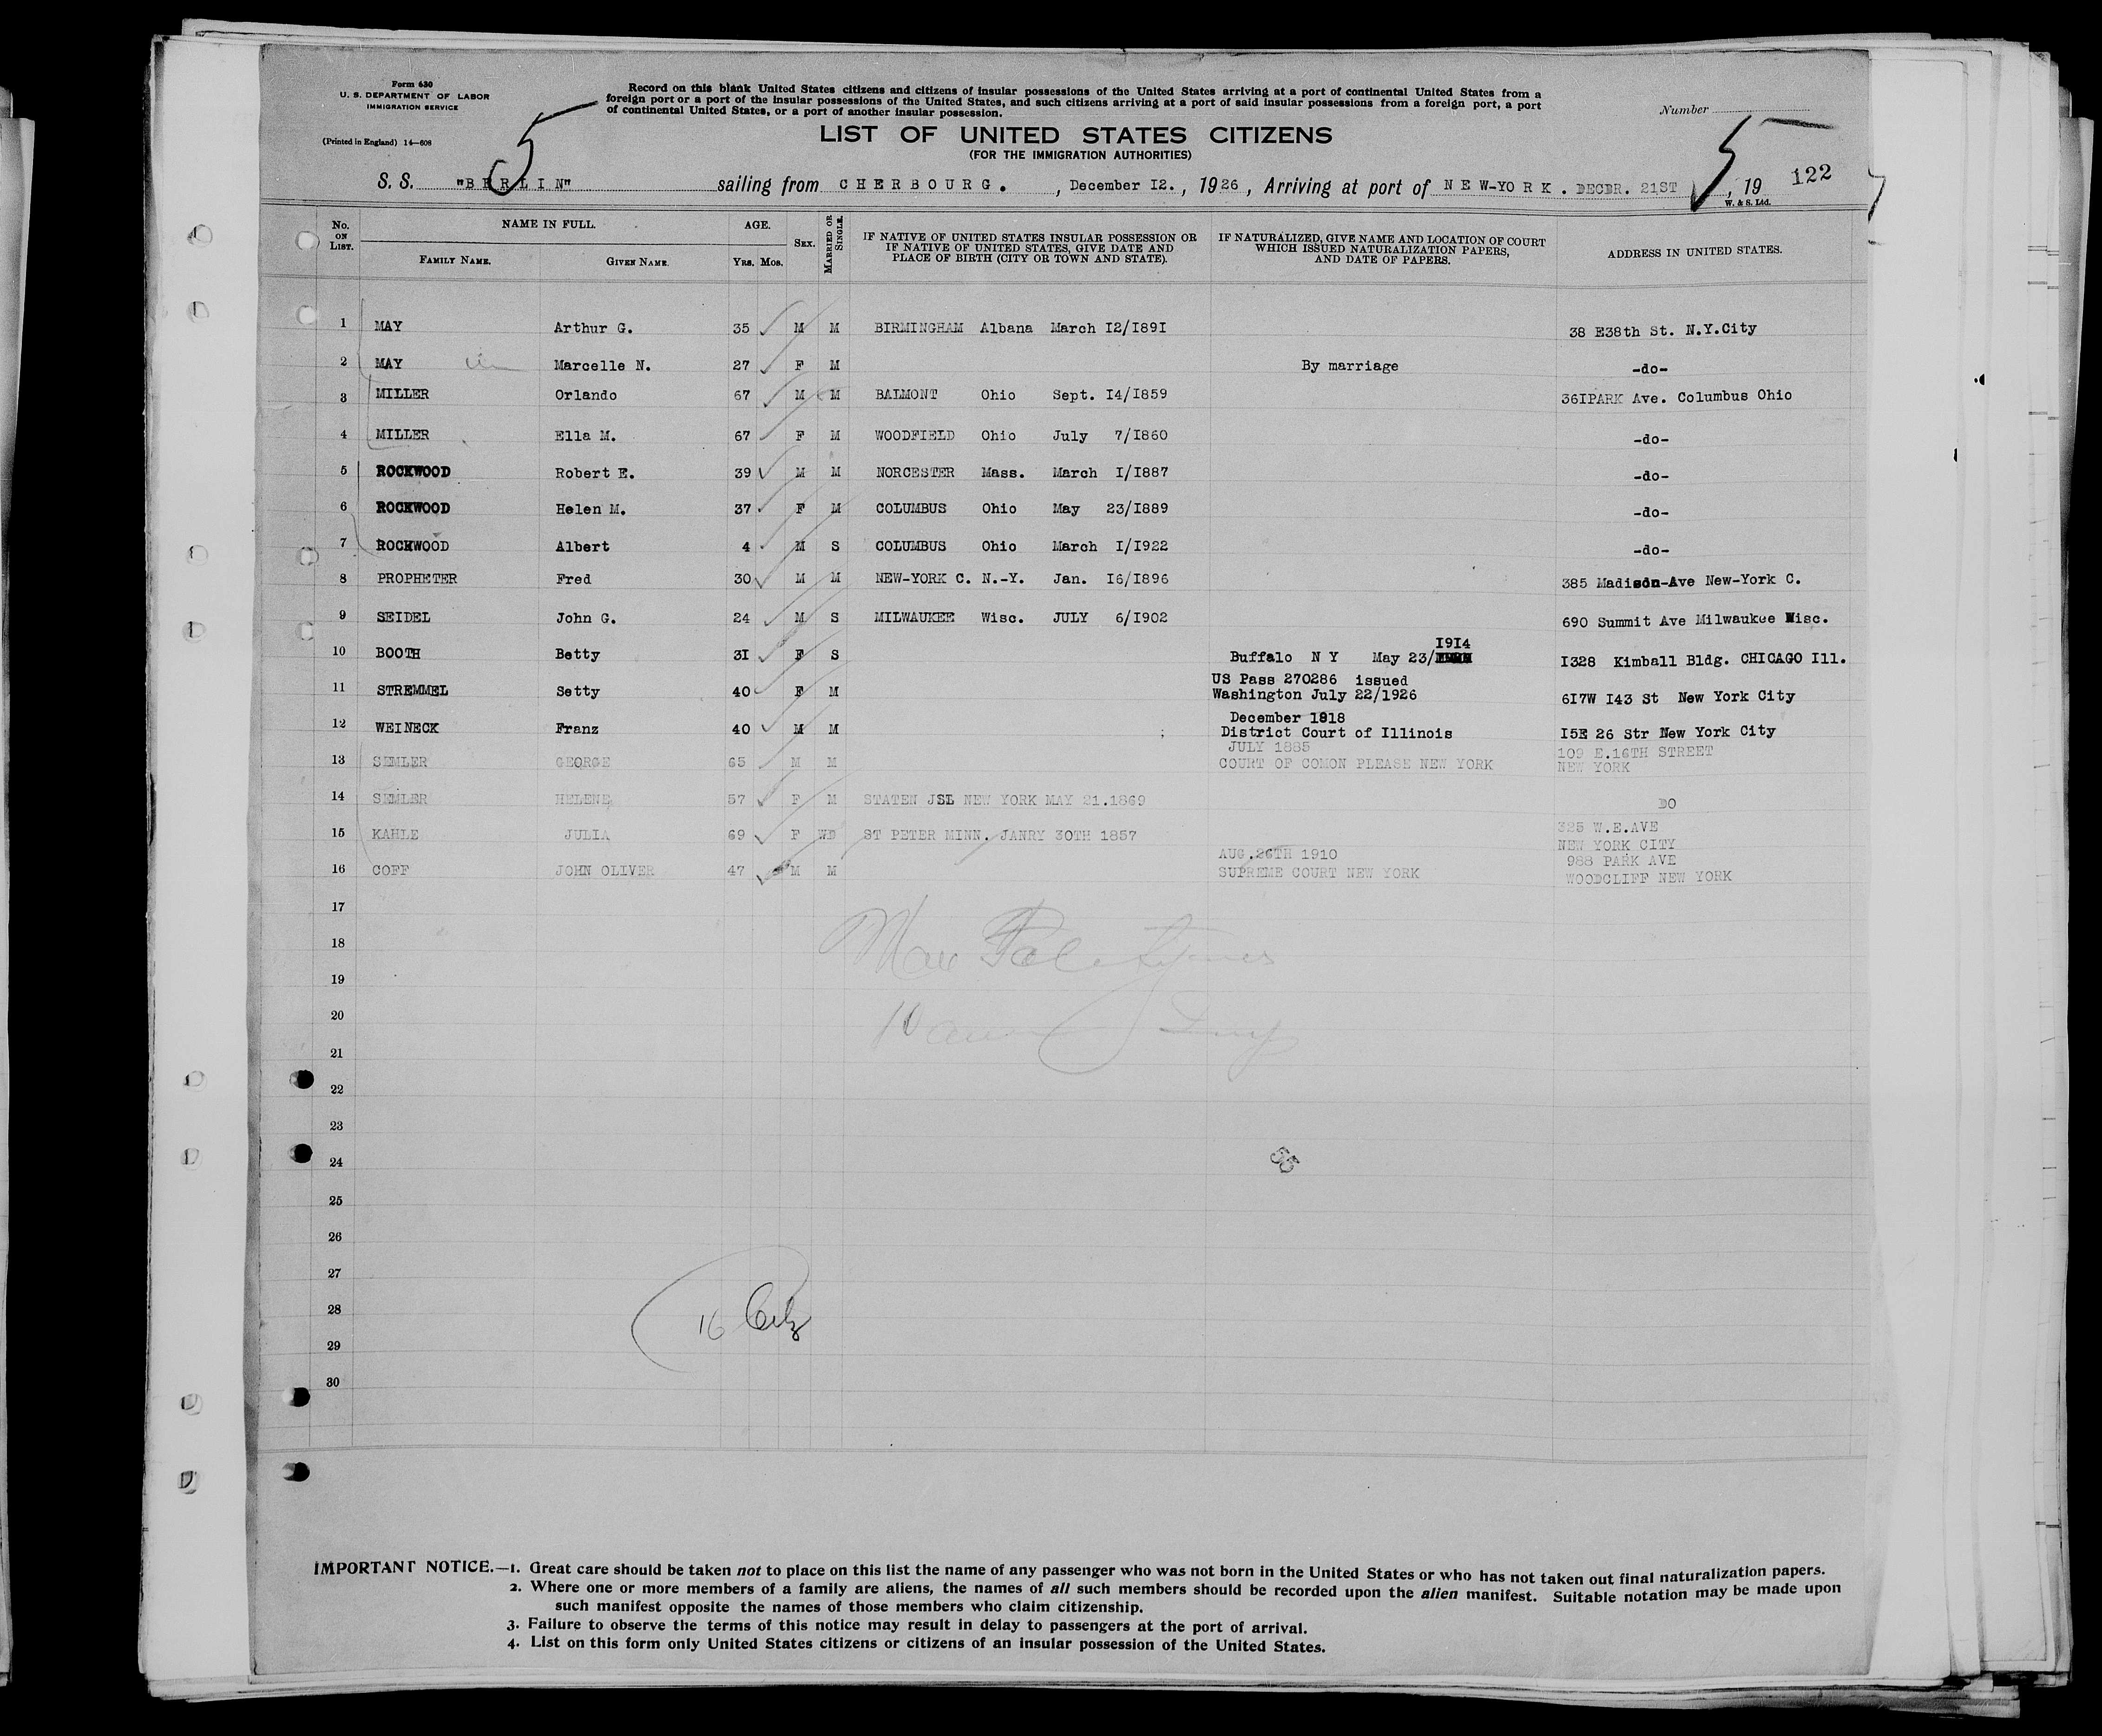 Form 630
U. S. DEPARTMENT OF LABOR
IMMIGRATION SERVICE
(Printed in England) 14—608
Record on this blank United States citizens and citizens of insular possessions of the United States arriving at a port of continental United States from a
foreign port or a port of the insular possessions of the United States, and such citizens arriving at a port of said insular possessions from a foreign port, a port
of continental United States, or a port of another insular possession.
Number
5
5
LIST OF UNITED STATES CITIZENS
(FOR THE IMMIGRATION AUTHORITIES)
122
S. S. "BERLIN" sailing from CHERBOURG. , December I2. , 1926 , Arriving at port of NEW-YORK. DECBR. 21ST , 19
W. & S. Ltd.
No. ON LIST. NAME IN FULL. AGE. SEX. MARRIED OR SINGLE. IF NATIVE OF UNITED STATES INSULAR POSSESSION OR IF NATIVE OF UNITED STATES, GIVE DATE AND PLACE OF BIRTH (CITY OR TOWN AND STATE). IF NATURALIZED, GIVE NAME AND LOCATION OF COURT WHICH ISSUED NATURALIZATION PAPERS, AND DATE OF PAPERS. ADDRESS IN UNITED STATES.
FAMILY NAME. GIVEN NAME. YRS. MOS.
1 MAY Arthur G. 35 M M BIRMINGHAM Albana March I2/I89I 38 E38th St. N.Y.City
2 MAY Marcelle N. 27 F M By marriage -do-
3 MILLER Orlando 67 M M BALMONT Ohio Sept. I4/I859 36IPARK Ave. Columbus Ohio
4 MILLER Ella M. 67 F M WOODFIELD Ohio July 7/I860 -do-
5 ROCKWOOD Robert E. 39 M M NORCESTER Mass. March I/I887 -do-
6 ROCKWOOD Helen M. 37 F M COLUMBUS Ohio May 23/I889 -do-
7 ROCKWOOD Albert 4 M S COLUMBUS Ohio March I/I922 -do-
8 PROPHETER Fred 30 M M NEW-YORK C. N.-Y. Jan. I6/I896 385 Madison-Ave New-York C.
9 SEIDEL John G. 24 M S MILWAUKEE Wisc. JULY 6/I902 690 Summit Ave Milwaukee Wisc.
I9I4
10 BOOTH Betty 3I F S Buffalo N Y May 23/ I328 Kimball Bldg. CHICAGO Ill.
US Pass 270286 issued
11 STREMMEL Setty 40 F M Washington July 22/1926 6I7W I43 St New York City
December 1918
12 WEINECK Franz 40 M M District Court of Illinois I5E 26 Str New York City
JULY 1885 109 E.16TH STREET
13 SEMLER GEORGE 65 M M COURT OF COMON PLEASE NEW YORK NEW YORK
14 SEMLER HELENE 57 F M STATEN JSL NEW YORK MAY 21.1869 DO
325 W.E.AVE
15 KAHLE JULIA 69 F WD ST PETER MINN. JANRY 30TH 1857 NEW YORK CITY
AUG.26TH 1910 988 PARK AVE
16 COFF JOHN OLIVER 47 M M SUPREME COURT NEW YORK WOODCLIFF NEW YORK
17
18
19
20
21
22
23
24
55
25
26
27
28
16
29
30
IMPORTANT NOTICE.—1. Great care should be taken not to place on this list the name of any passenger who was not born in the United States or who has not taken out final naturalization papers.
2. Where one or more members of a family are aliens, the names of all such members should be recorded upon the alien manifest. Suitable notation may be made upon
such manifest opposite the names of those members who claim citizenship.
3. Failure to observe the terms of this notice may result in delay to passengers at the port of arrival.
4. List on this form only United States citizens or citizens of an insular possession of the United States.